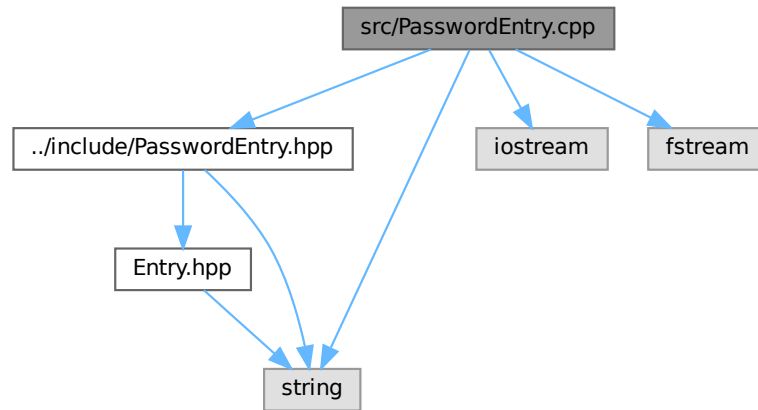 src/PasswordEntry.cpp
../include/PasswordEntry.hpp
iostream
fstream
Entry.hpp
string